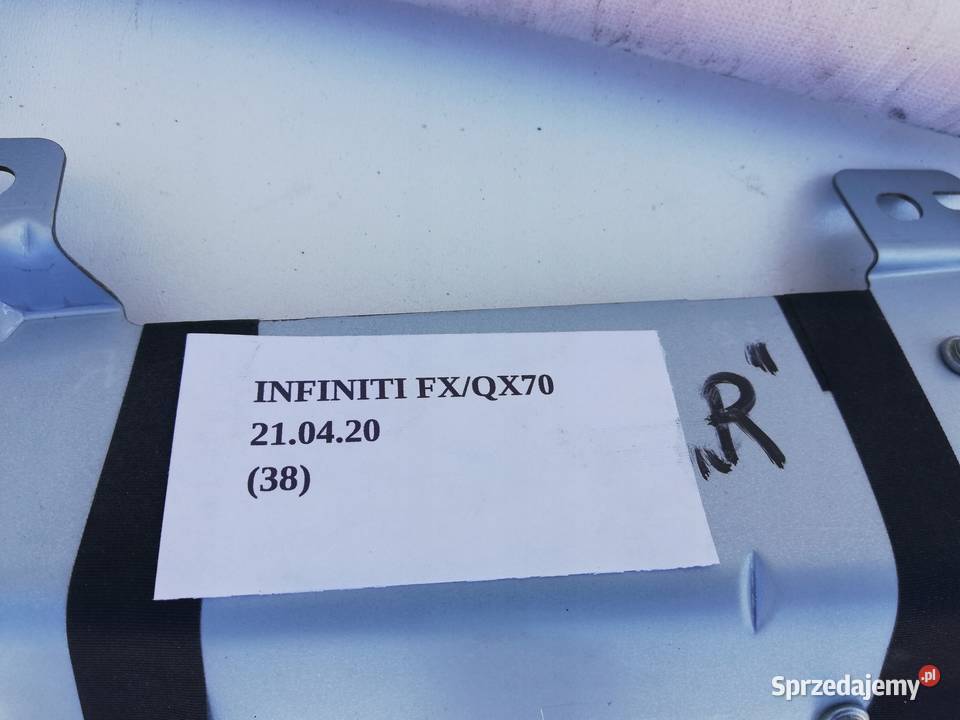 INFINITI FX/QX70
21.04.20
(38)
„R"
Sprzedajemy.pl